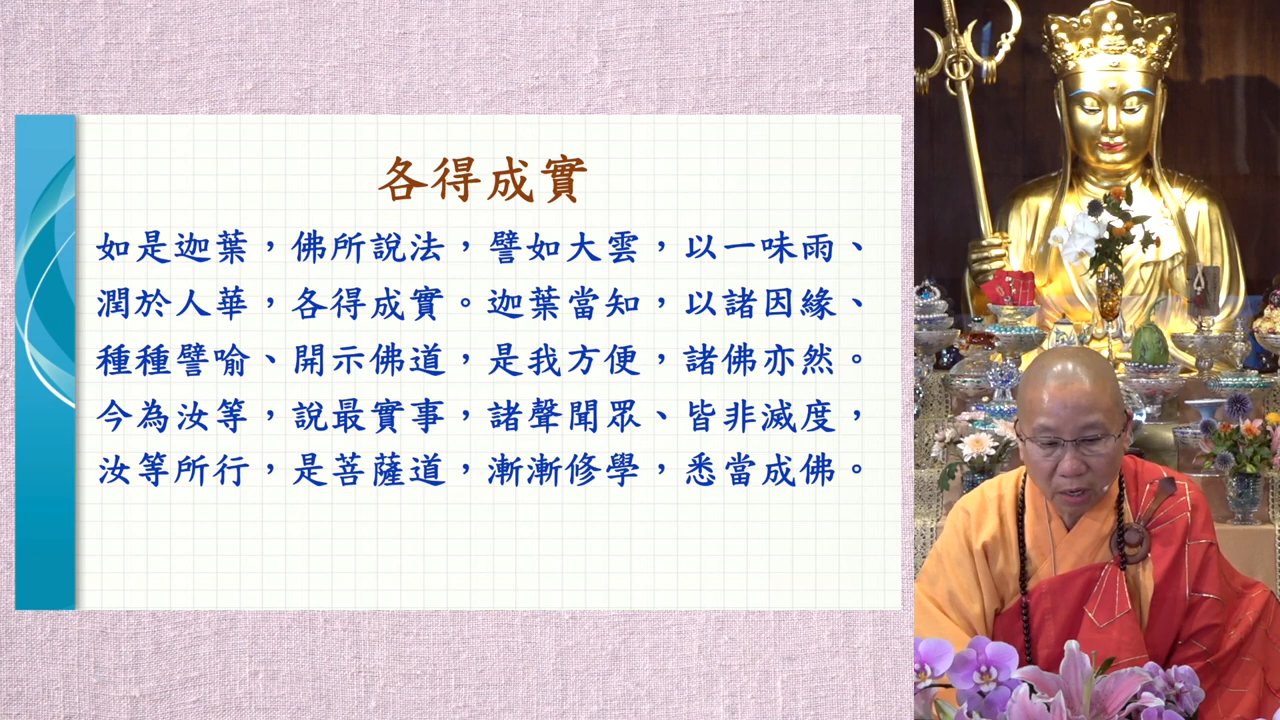 各得成實
如是迦葉，佛所說法，譬如大雲，以一味雨、
潤於人華，各得成實。迦葉當知，以諸因緣、
種種譬喻、開示佛道，是我方便，諸佛亦然。
今為汝等，說最實事，諸聲聞眾、皆非滅度，
汝等所行，是菩薩道，漸漸修學，悉當成佛。